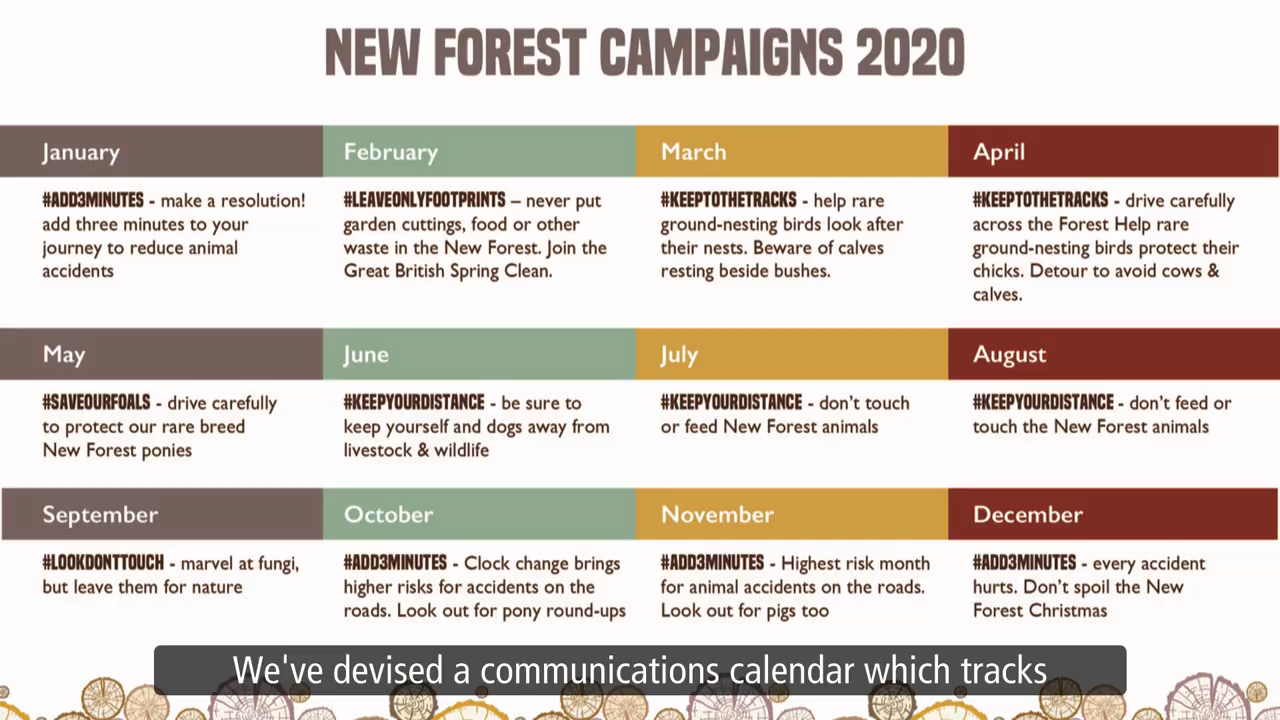 NEW FOREST CAMPAIGNS 2020
January
#ADD3MINUTES - make a resolution!
add three minutes to your
journey to reduce animal
accidents
February
#LEAVEONLYFOOTPRINTS – never put
garden cuttings, food or other
waste in the New Forest. Join the
Great British Spring Clean.
March
#KEEPTOTHETRACKS - help rare
ground-nesting birds look after
their nests. Beware of calves
resting beside bushes.
April
#KEEPTOTHETRACKS - drive carefully
across the Forest Help rare
ground-nesting birds protect their
chicks. Detour to avoid cows &
calves.
May
#SAVEOURFOALS - drive carefully
to protect our rare breed
New Forest ponies
June
#KEEPYOURDISTANCE - be sure to
keep yourself and dogs away from
livestock & wildlife
July
#KEEPYOURDISTANCE - don't touch
or feed New Forest animals
August
#KEEPYOURDISTANCE - don't feed or
touch the New Forest animals
September
#LOOKDONTTOUCH - marvel at fungi,
but leave them for nature
October
#ADD3MINUTES - Clock change brings
higher risks for accidents on the
roads. Look out for pony round-ups
November
#ADD3MINUTES - Highest risk month
for animal accidents on the roads.
Look out for pigs too
December
#ADD3MINUTES - every accident
hurts. Don't spoil the New
Forest Christmas
We've devised a communications calendar which tracks